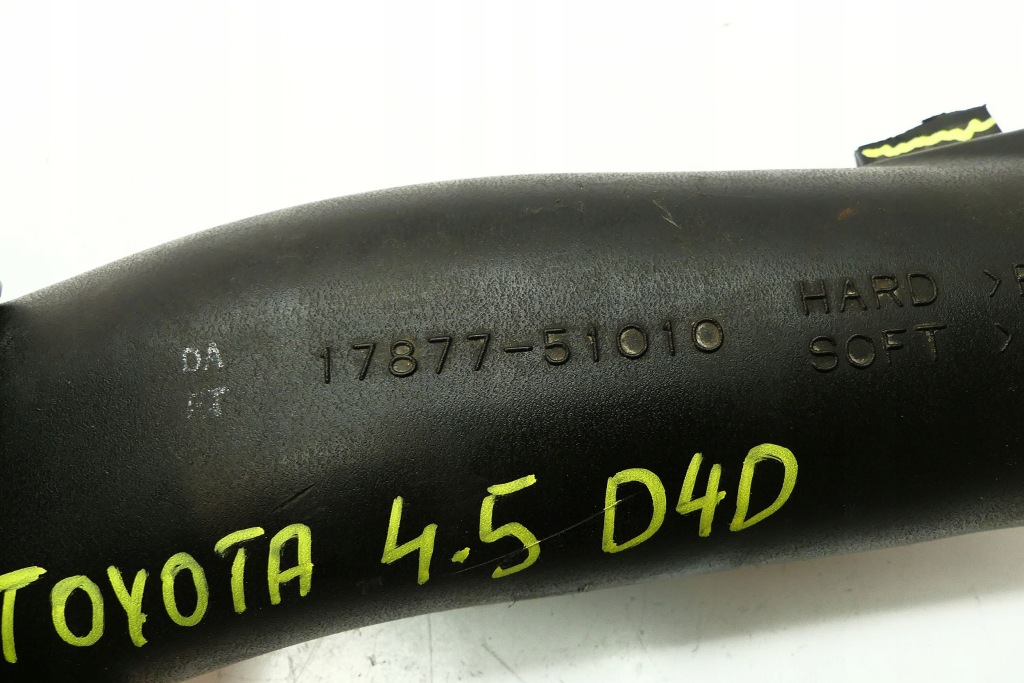 DA
17877-51010
HARD >
SOFT >
TOYOTA 4.5 D4D